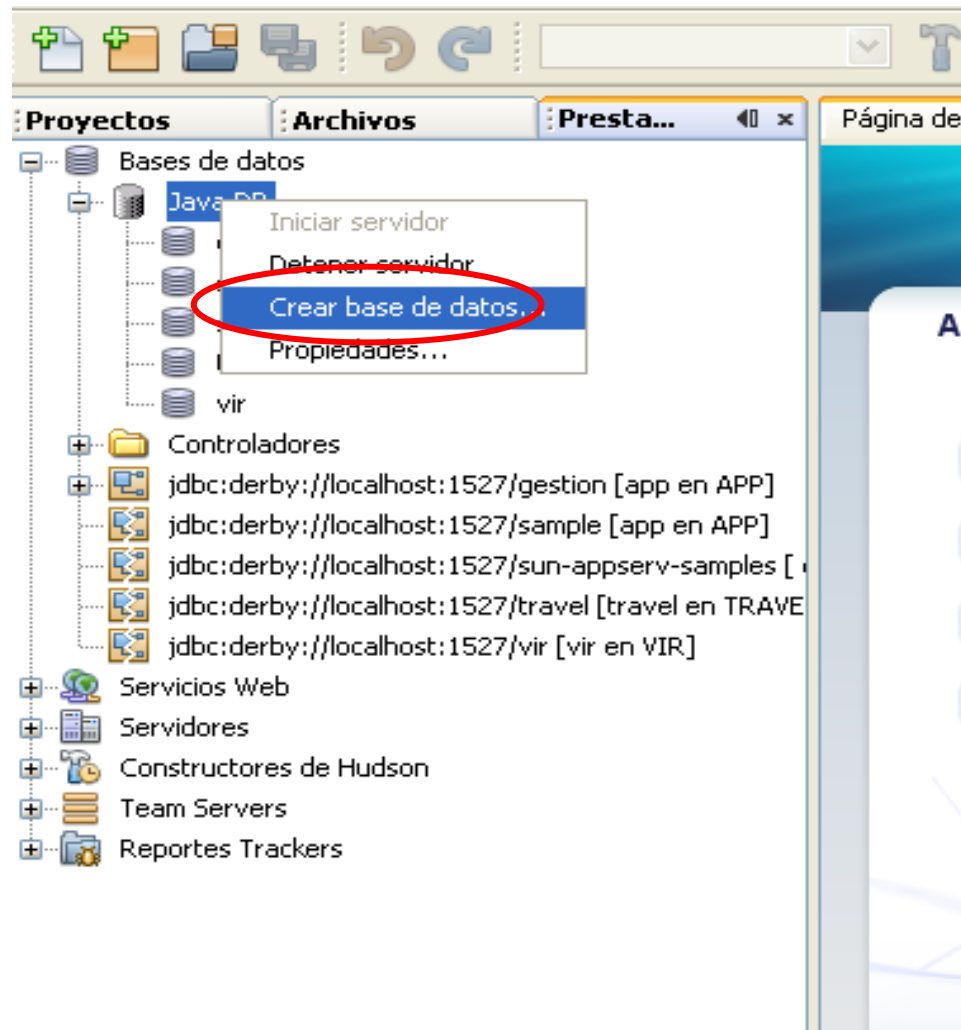 Proyectos Archivos Presta... Página de
Bases de datos
Java DB
Iniciar servidor
Detener servidor
Crear base de datos...
Propiedades...
vir
Controladores
jdbc:derby://localhost:1527/gestion [app en APP]
jdbc:derby://localhost:1527/sample [app en APP]
jdbc:derby://localhost:1527/sun-appserv-samples [
jdbc:derby://localhost:1527/travel [travel en TRAVE
jdbc:derby://localhost:1527/vir [vir en VIR]
A
Servicios Web
Servidores
Constructores de Hudson
Team Servers
Reportes Trackers